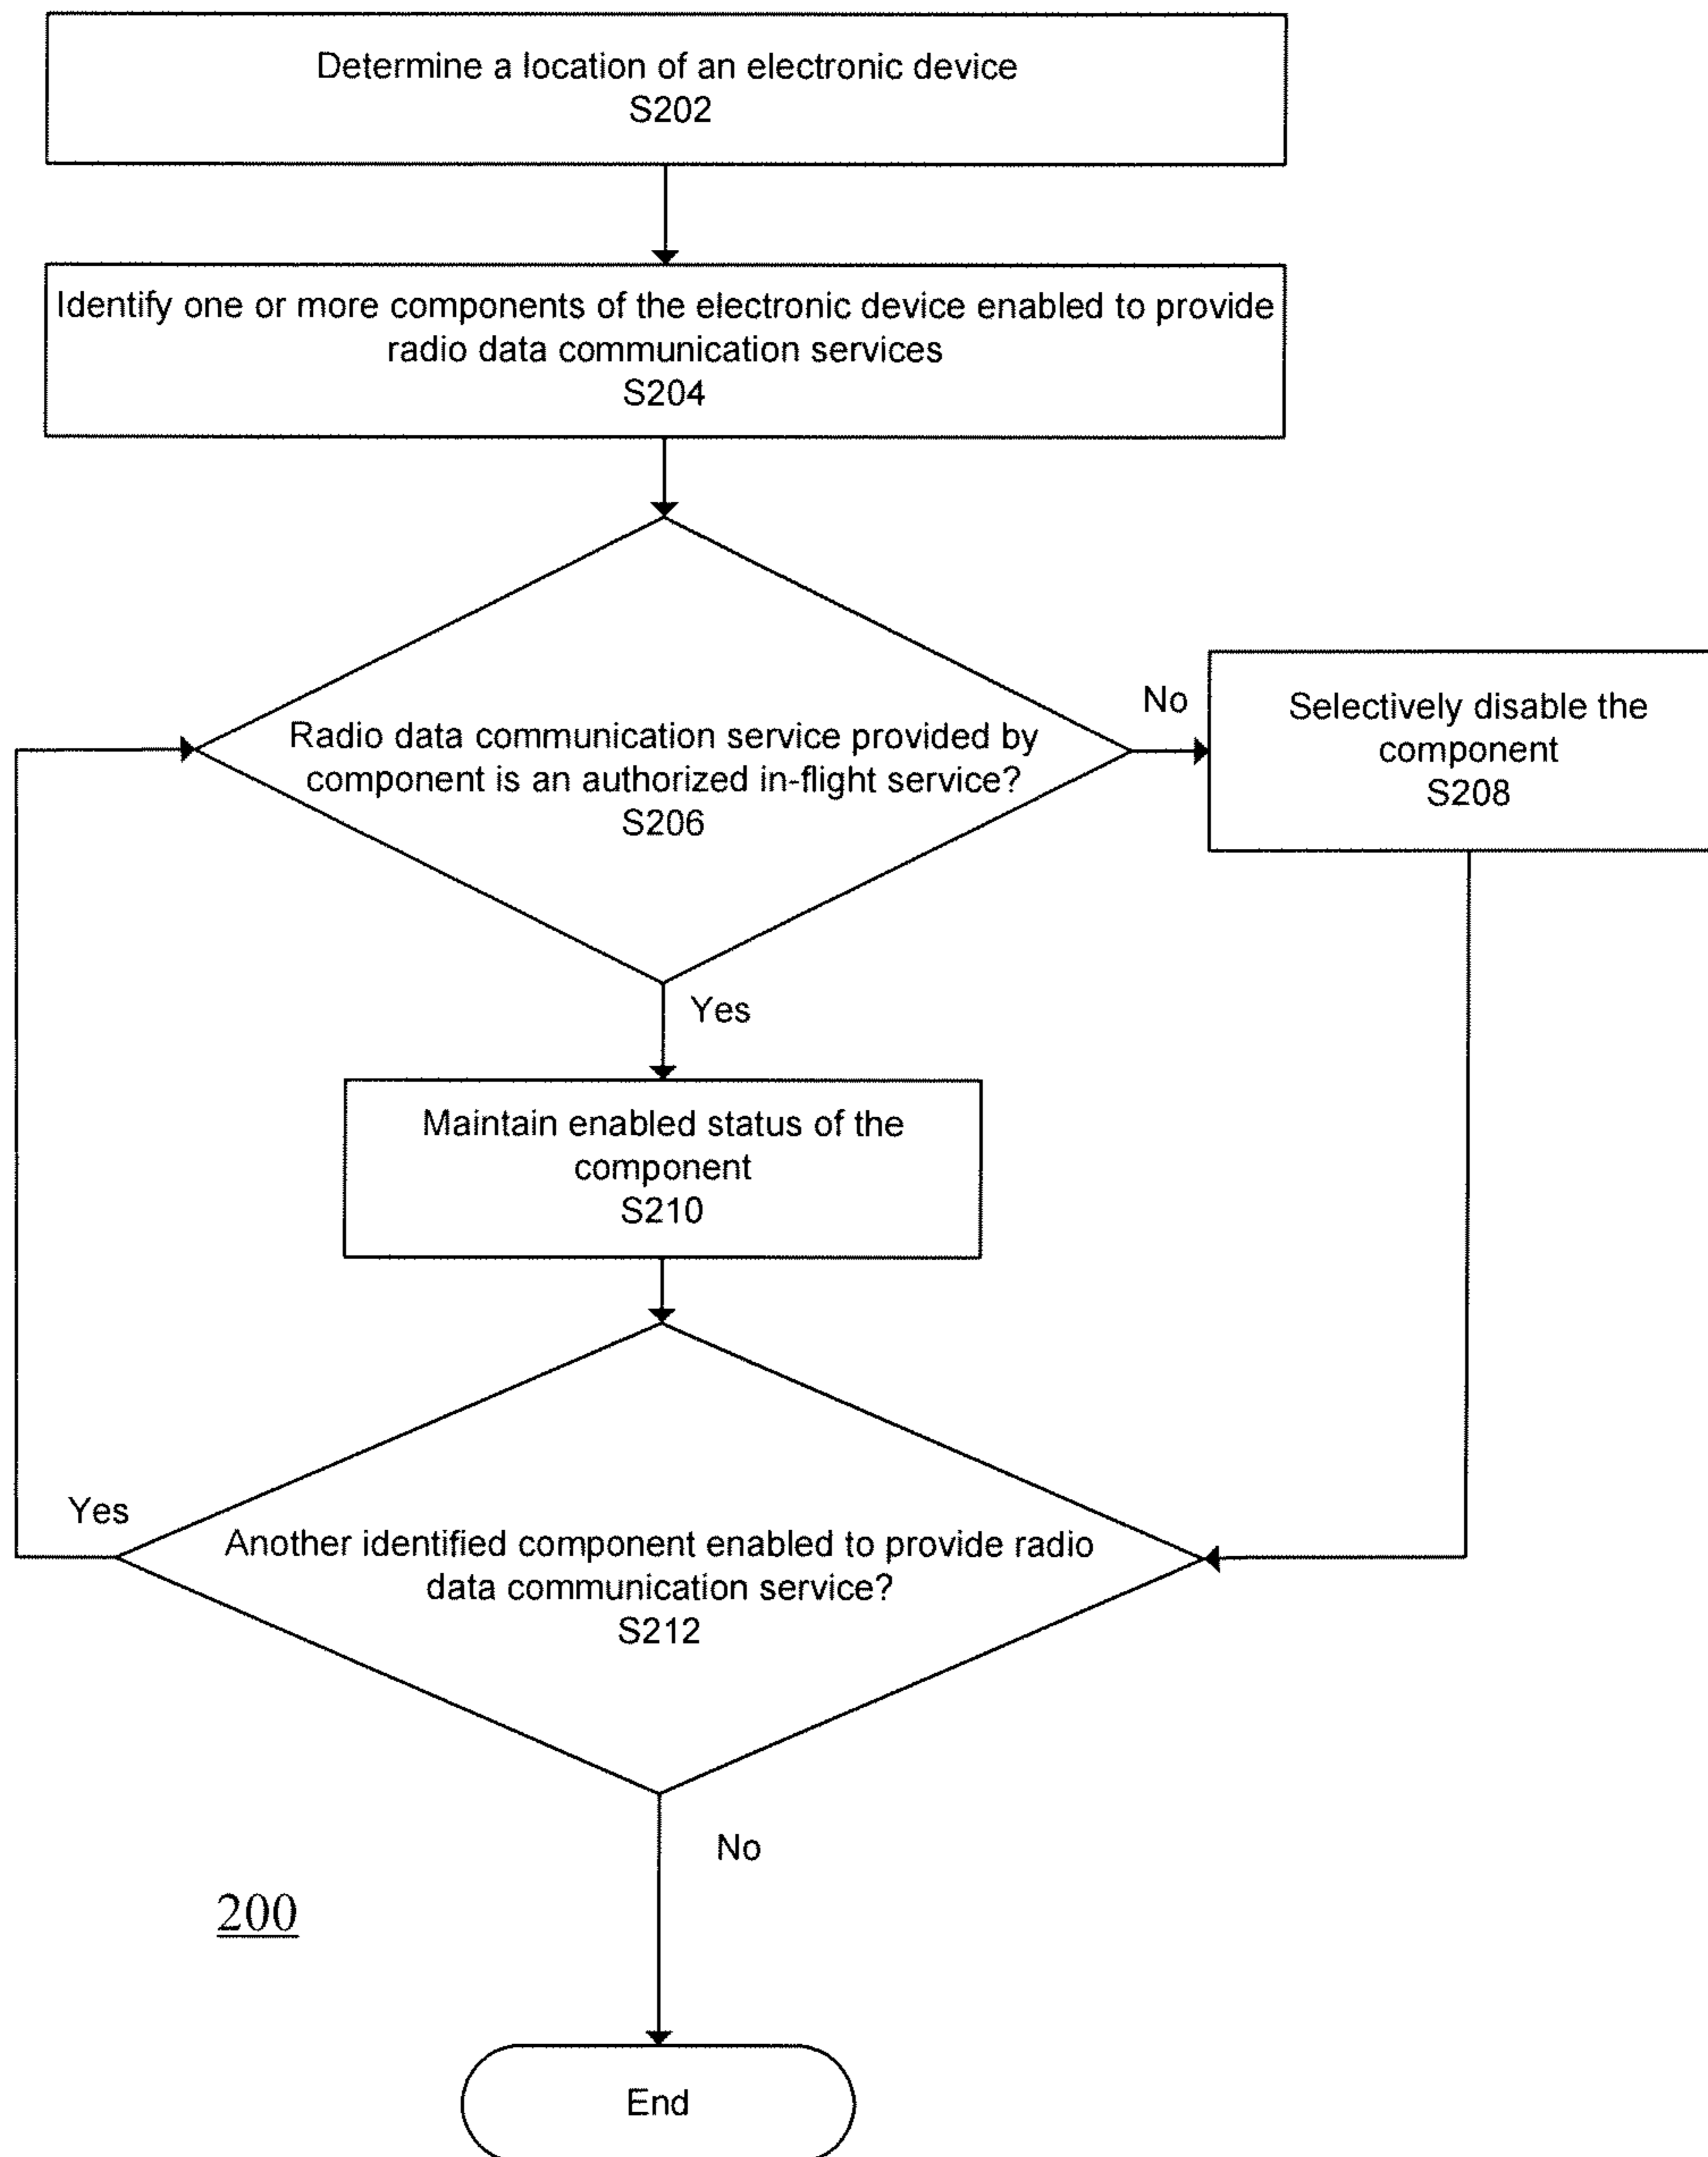 Determine a location of an electronic device
S202
Identify one or more components of the electronic device enabled to provide
radio data communication services
S204
Radio data communication service provided by
component is an authorized in-flight service?
S206
No
Selectively disable the
component
S208
Yes
Maintain enabled status of the
component
S210
Yes
Another identified component enabled to provide radio
data communication service?
S212
No
200
End